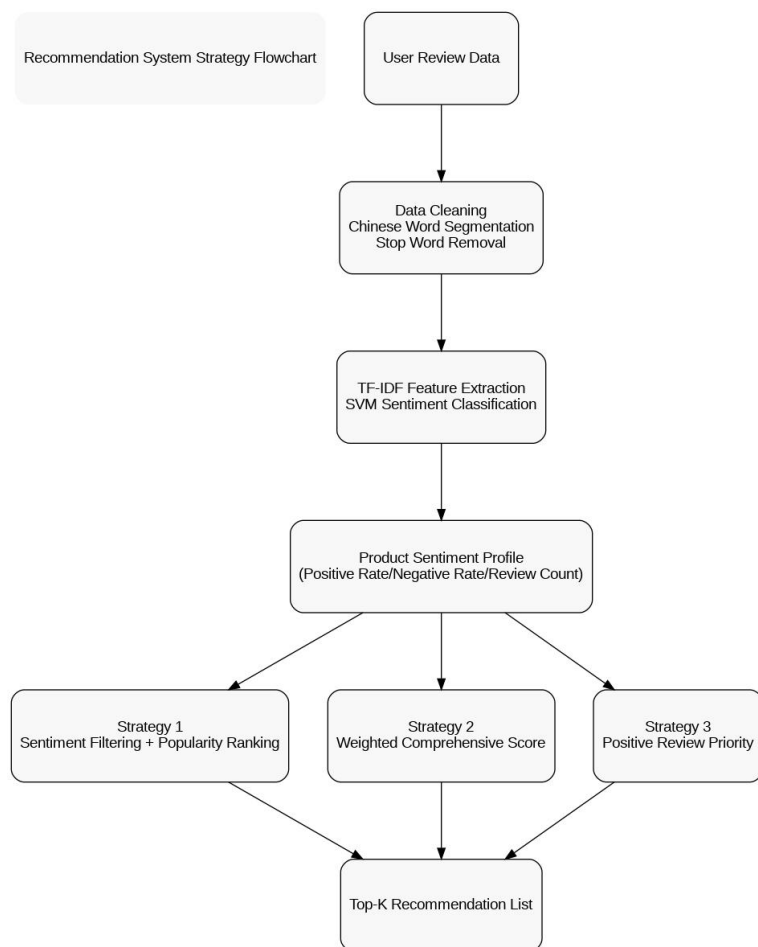 Recommendation System Strategy Flowchart
User Review Data
Data Cleaning
Chinese Word Segmentation
Stop Word Removal
TF-IDF Feature Extraction
SVM Sentiment Classification
Product Sentiment Profile
(Positive Rate/Negative Rate/Review Count)
Strategy 1
Sentiment Filtering + Popularity Ranking
Strategy 2
Weighted Comprehensive Score
Strategy 3
Positive Review Priority
Top-K Recommendation List